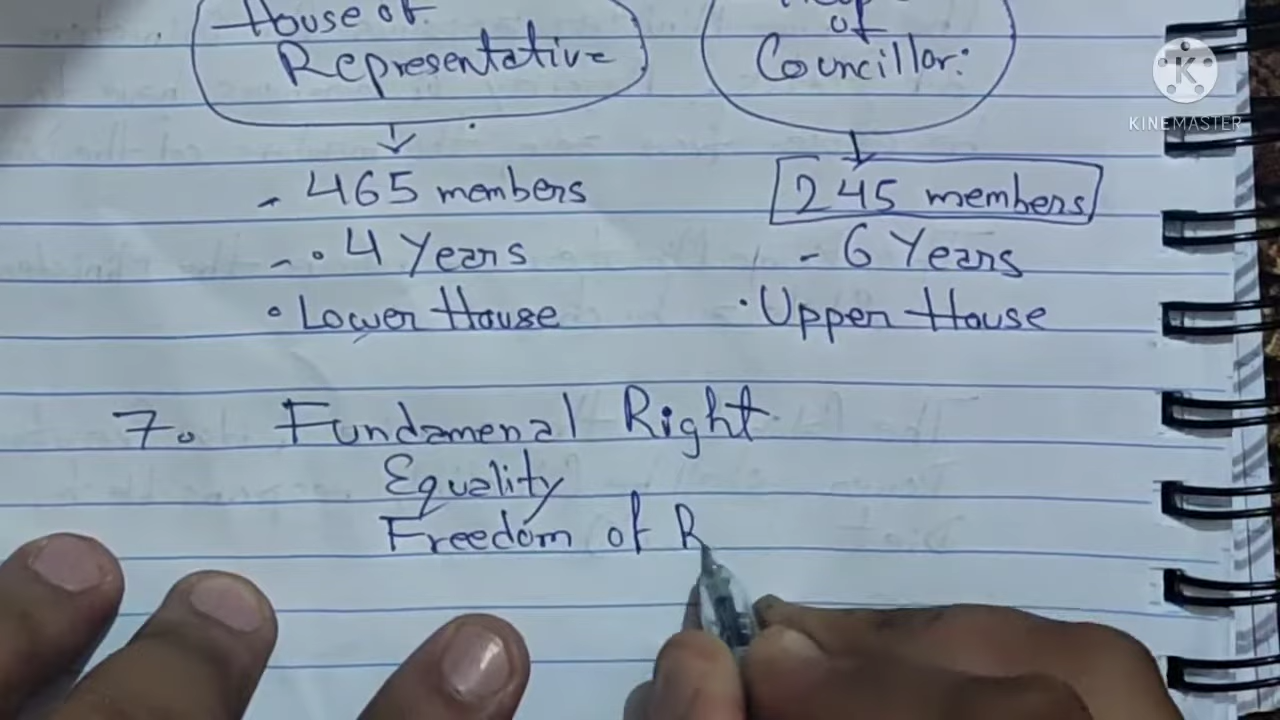 House of
Representative
of
Councillor:
- 465 members
- . 4 Years
• Lower House
245 members
- 6 Years
• Upper House
7. Fundamenal Right
Equality
Freedom of R
K
KINEMASTER